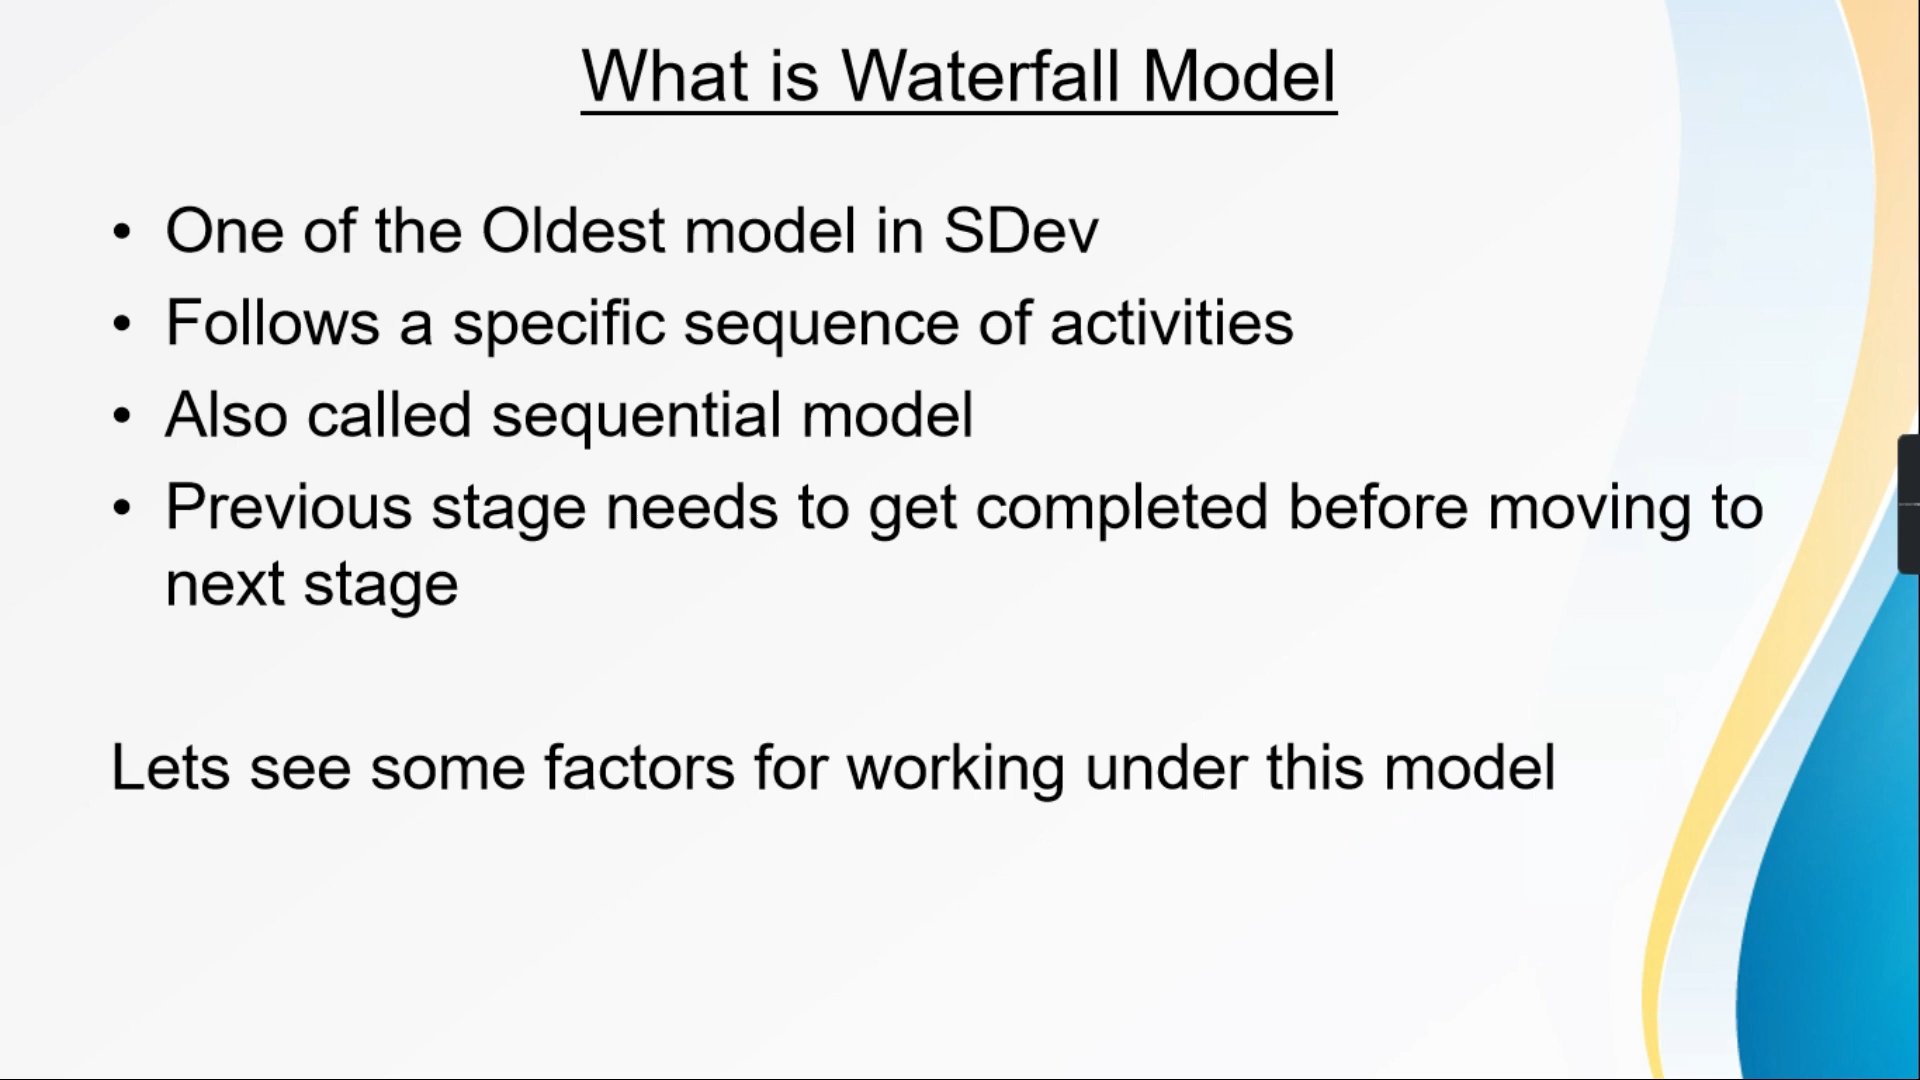 What is Waterfall Model
• One of the Oldest model in SDev
• Follows a specific sequence of activities
• Also called sequential model
• Previous stage needs to get completed before moving to
next stage
Lets see some factors for working under this model